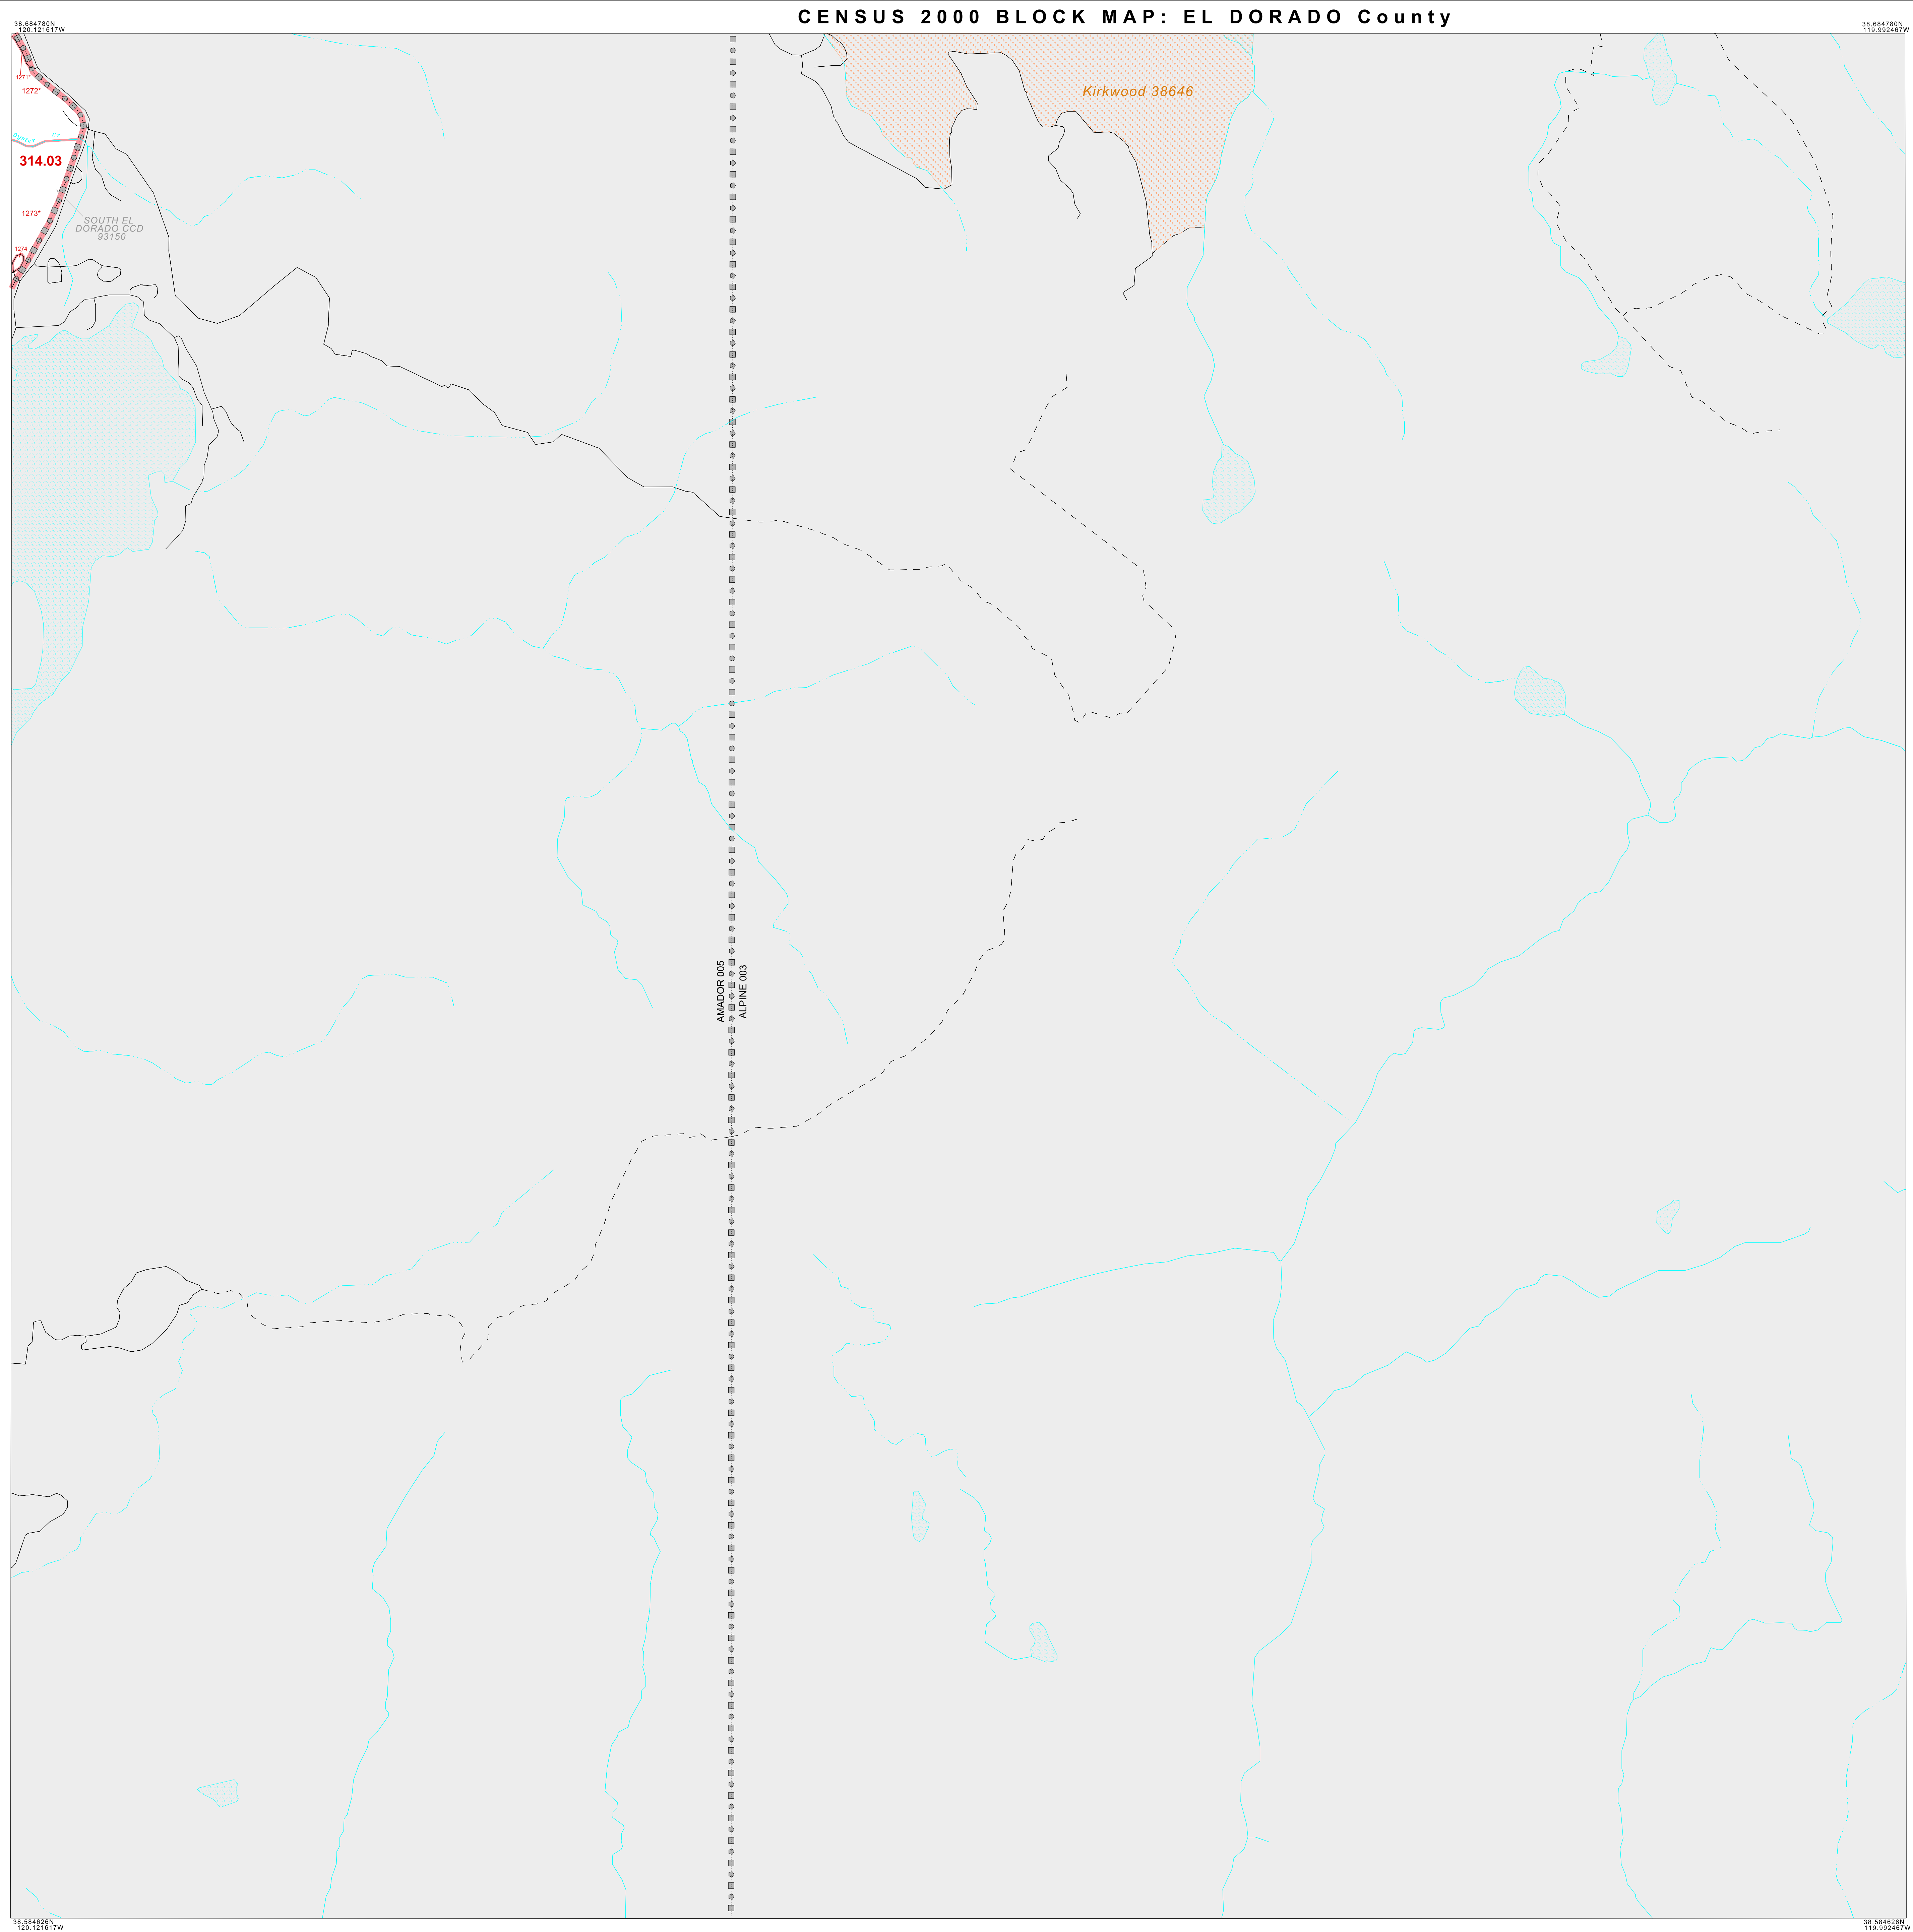 CENSUS 2000 BLOCK MAP: EL DORADO County
38.684780N
120.121617W
38.684780N
119.992467W
1271*
1272*
Kirkwood 38646
Oyster Cr
314.03
1273*
SOUTH EL
DORADO CCD
93150
1274
AMADOR 005
ALPINE 003
38.584626N
120.121617W
38.584626N
119.992467W